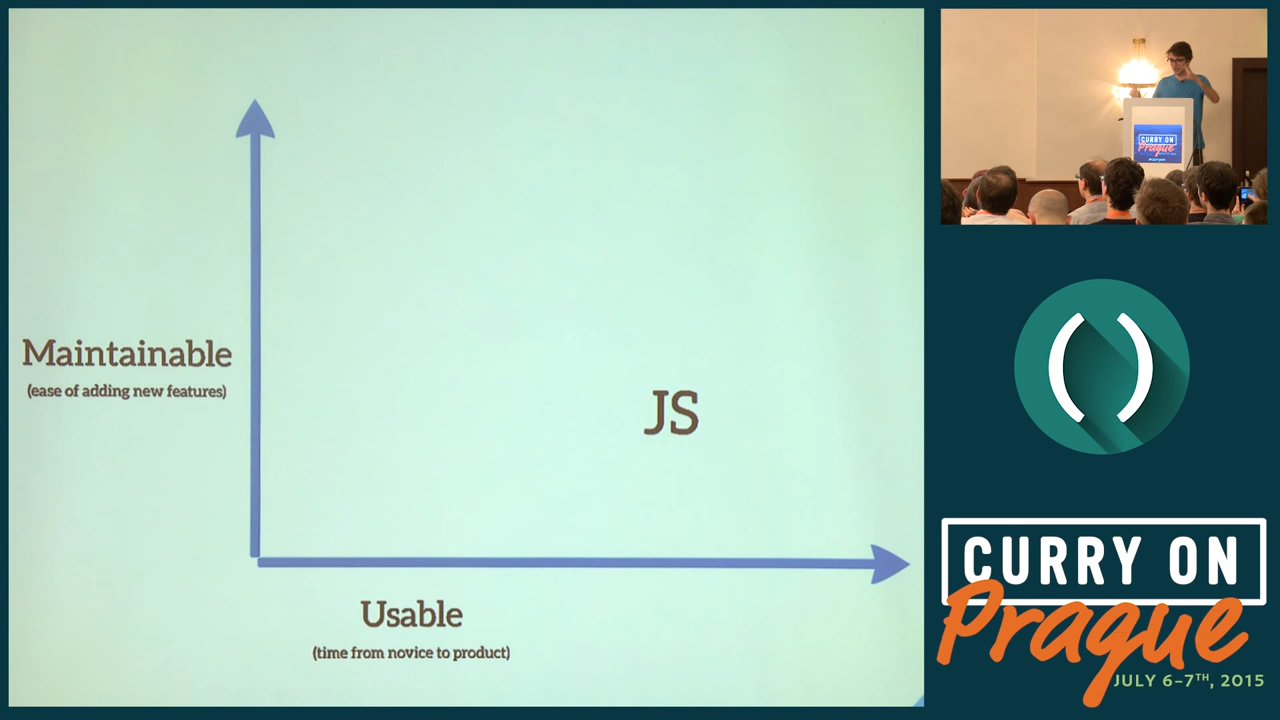 Maintainable
(ease of adding new features)
JS
Usable
(time from novice to product)
CURRY ON
Prague
#curryon
( )
CURRY ON
Prague
JULY 6–7TH, 2015